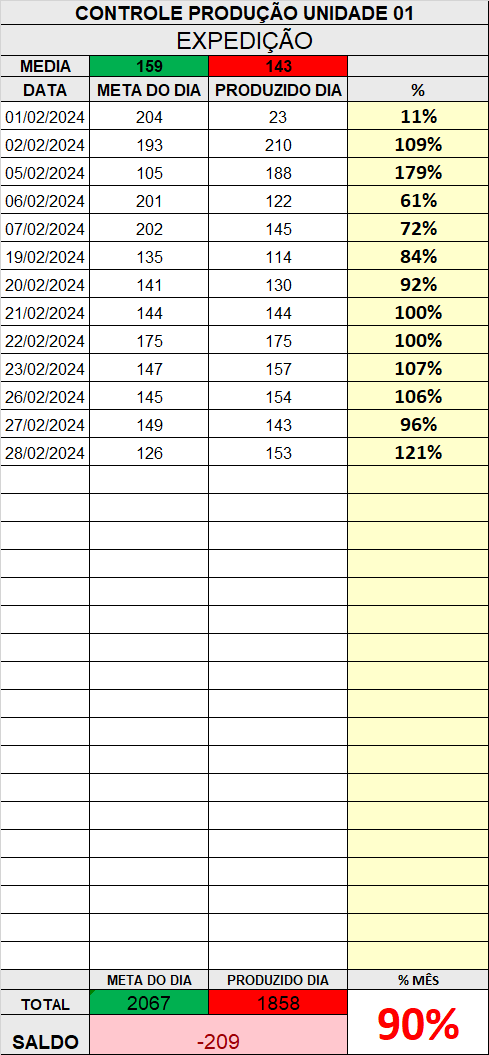 CONTROLE PRODUÇÃO UNIDADE 01
EXPEDIÇÃO
MEDIA 159 143
DATA META DO DIA PRODUZIDO DIA %
01/02/2024 204 23 11%
02/02/2024 193 210 109%
05/02/2024 105 188 179%
06/02/2024 201 122 61%
07/02/2024 202 145 72%
19/02/2024 135 114 84%
20/02/2024 141 130 92%
21/02/2024 144 144 100%
22/02/2024 175 175 100%
23/02/2024 147 157 107%
26/02/2024 145 154 106%
27/02/2024 149 143 96%
28/02/2024 126 153 121%
META DO DIA PRODUZIDO DIA % MÊS
TOTAL 2067 1858 90%
SALDO -209